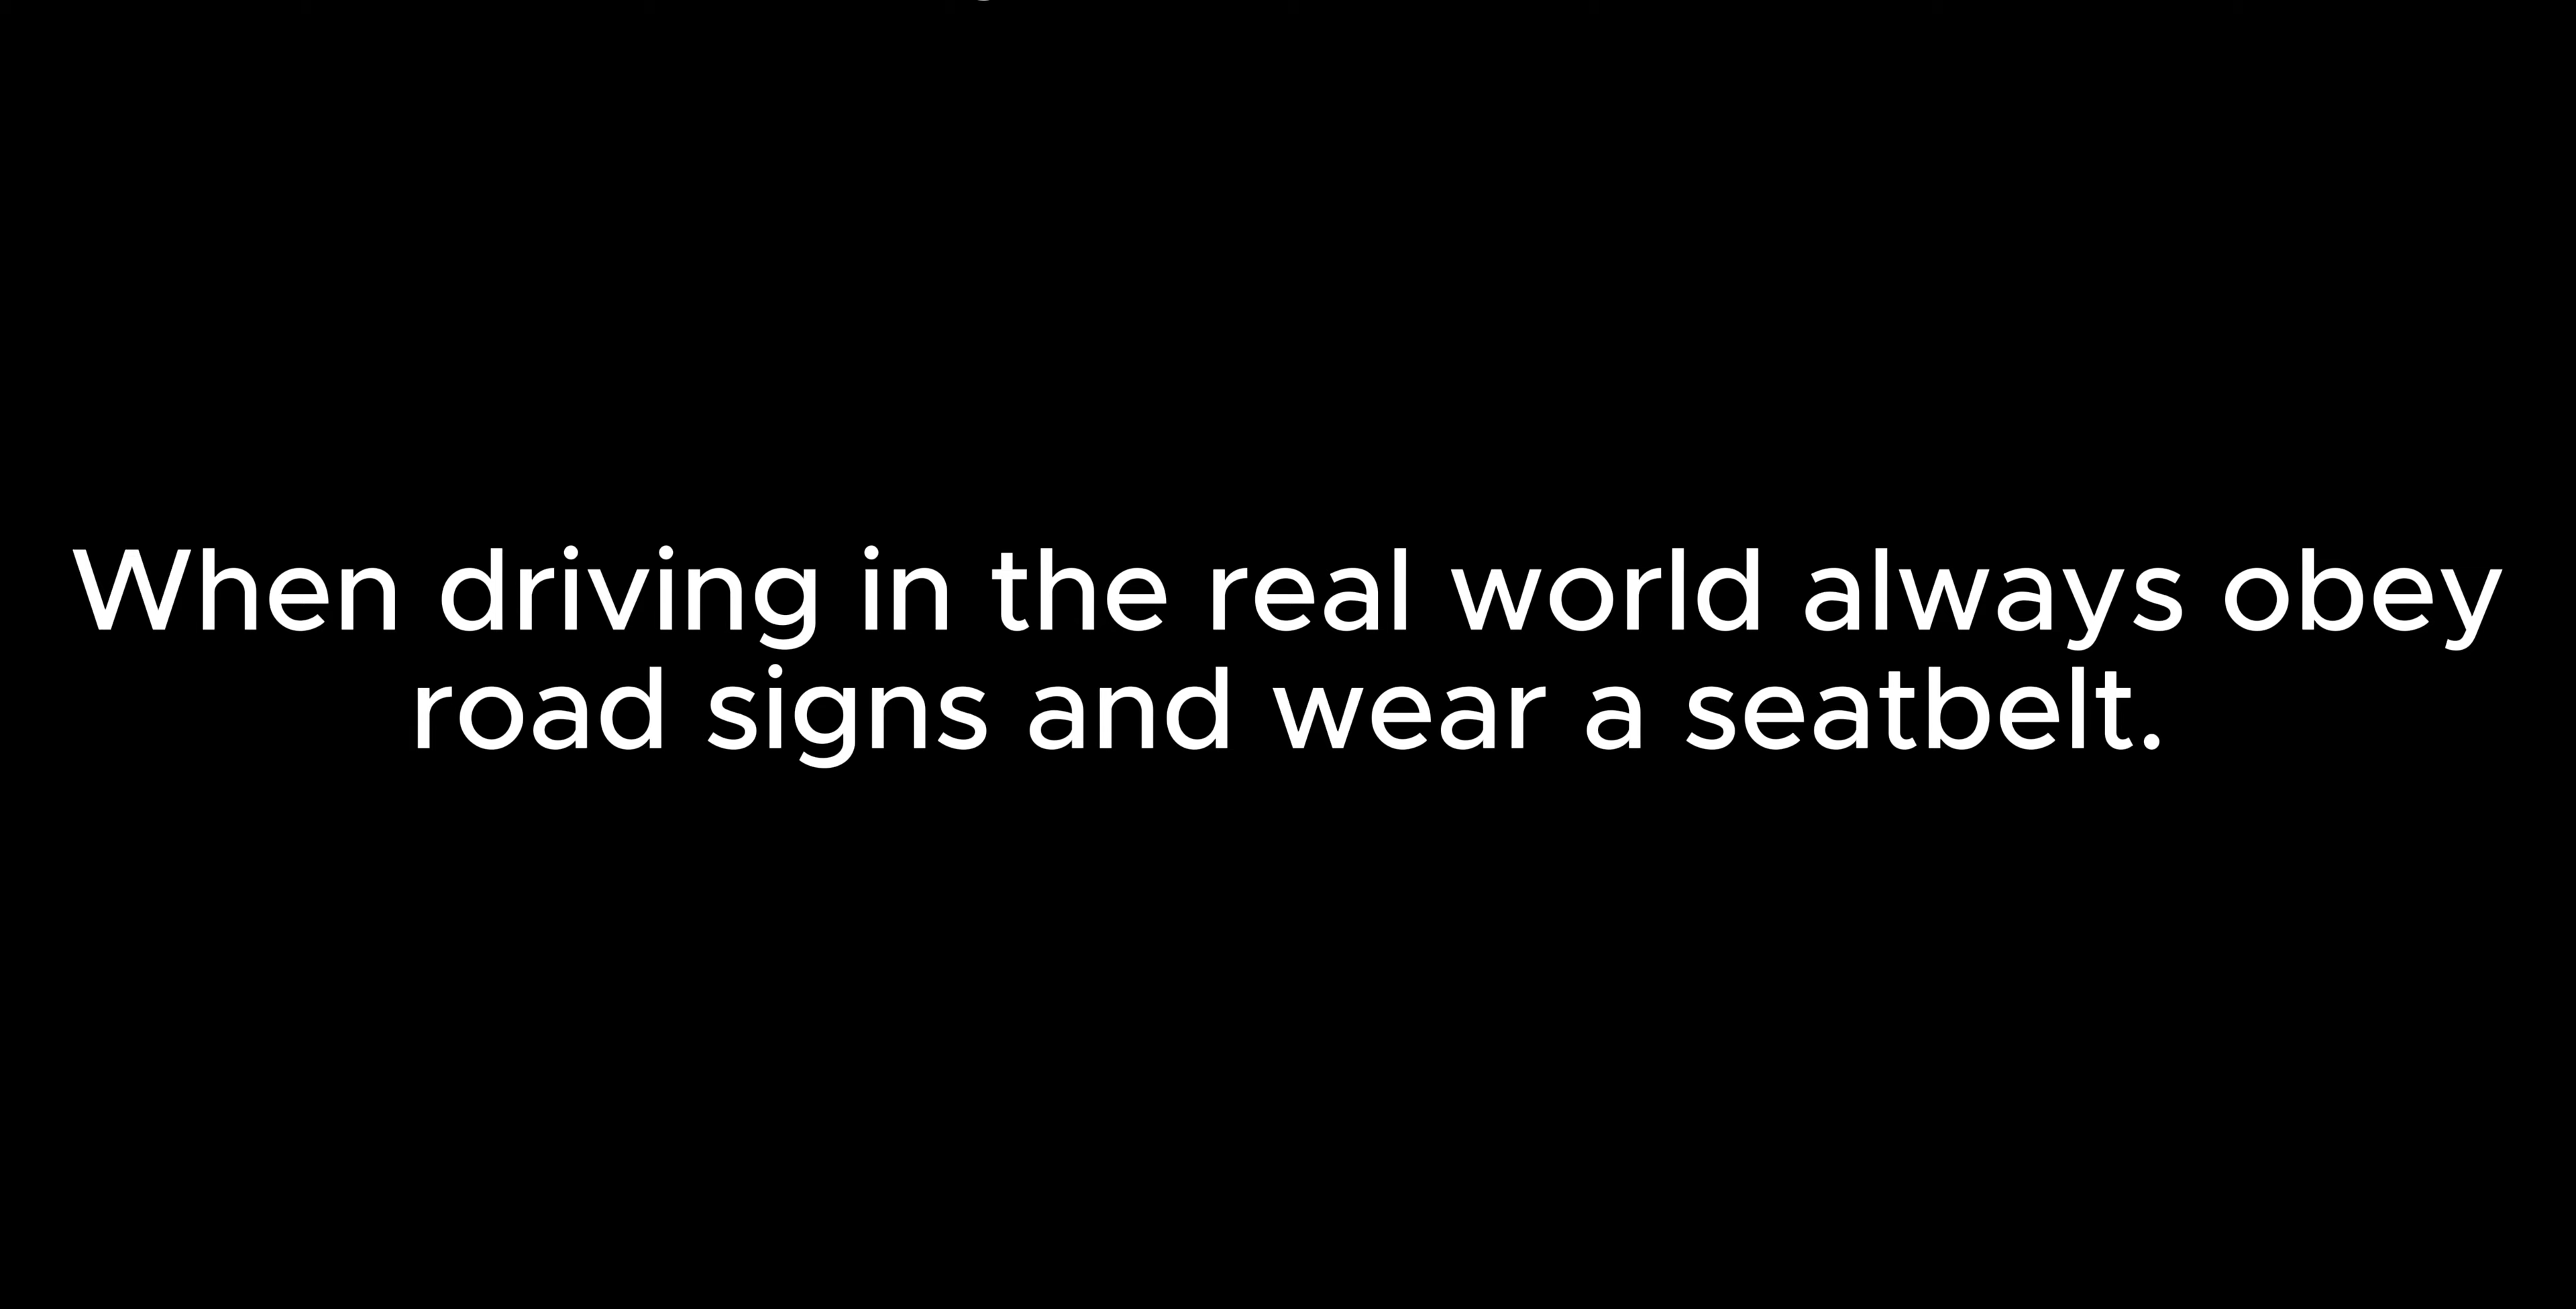 When driving in the real world always obey
road signs and wear a seatbelt.